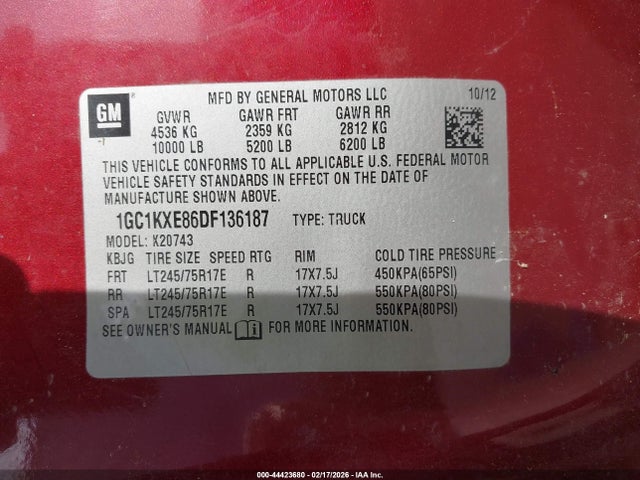 GM
MFD BY GENERAL MOTORS LLC 10/12
GVWR GAWR FRT GAWR RR
4536 KG 2359 KG 2812 KG
10000 LB 5200 LB 6200 LB
THIS VEHICLE CONFORMS TO ALL APPLICABLE U.S. FEDERAL MOTOR
VEHICLE SAFETY STANDARDS IN EFFECT ON THE DATE OF
MANUFACTURE SHOWN ABOVE.
1GC1KXE86DF136187 TYPE: TRUCK
MODEL: K20743
KBJG TIRE SIZE SPEED RTG RIM COLD TIRE PRESSURE
FRT LT245/75R17E R 17X7.5J 450KPA(65PSI)
RR LT245/75R17E R 17X7.5J 550KPA(80PSI)
SPA LT245/75R17E R 17X7.5J 550KPA(80PSI)
SEE OWNER'S MANUAL FOR MORE INFORMATION.
000-44423680 - 02/17/2026 - IAA Inc.